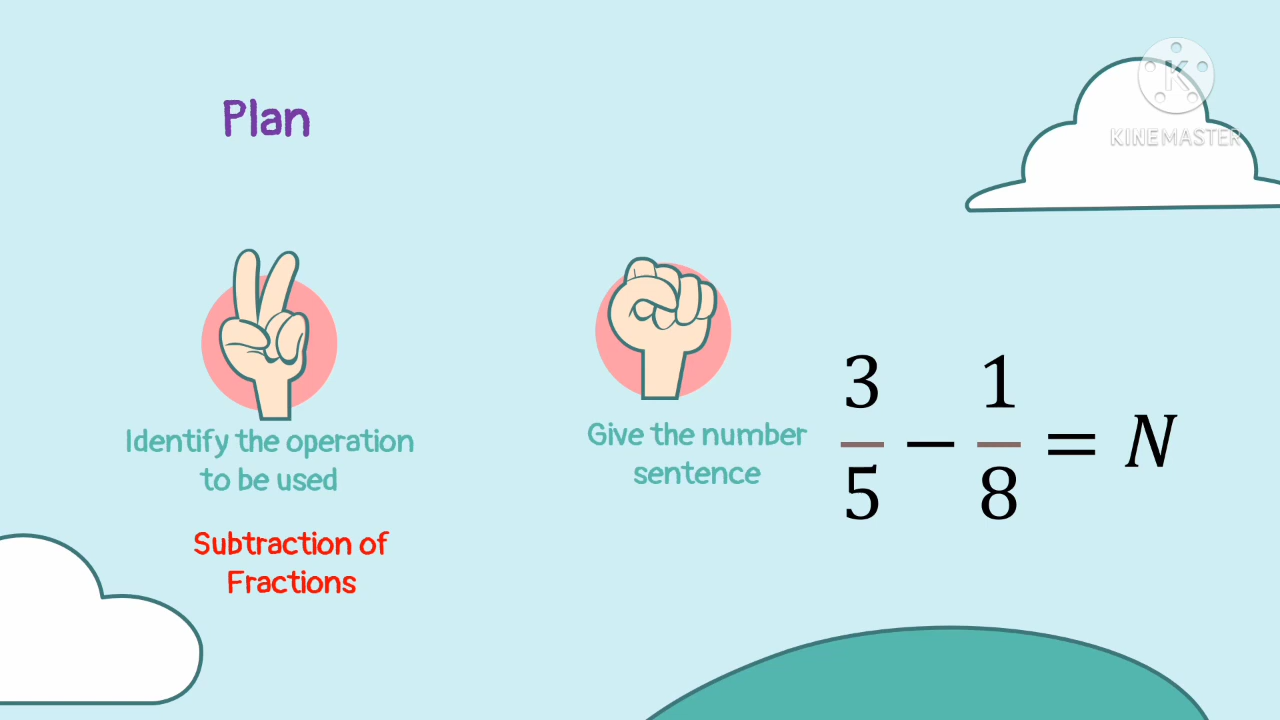 Plan
KINEMASTER
Identify the operation
to be used
Subtraction of
Fractions
Give the number
sentence
3/5 − 1/8 = N